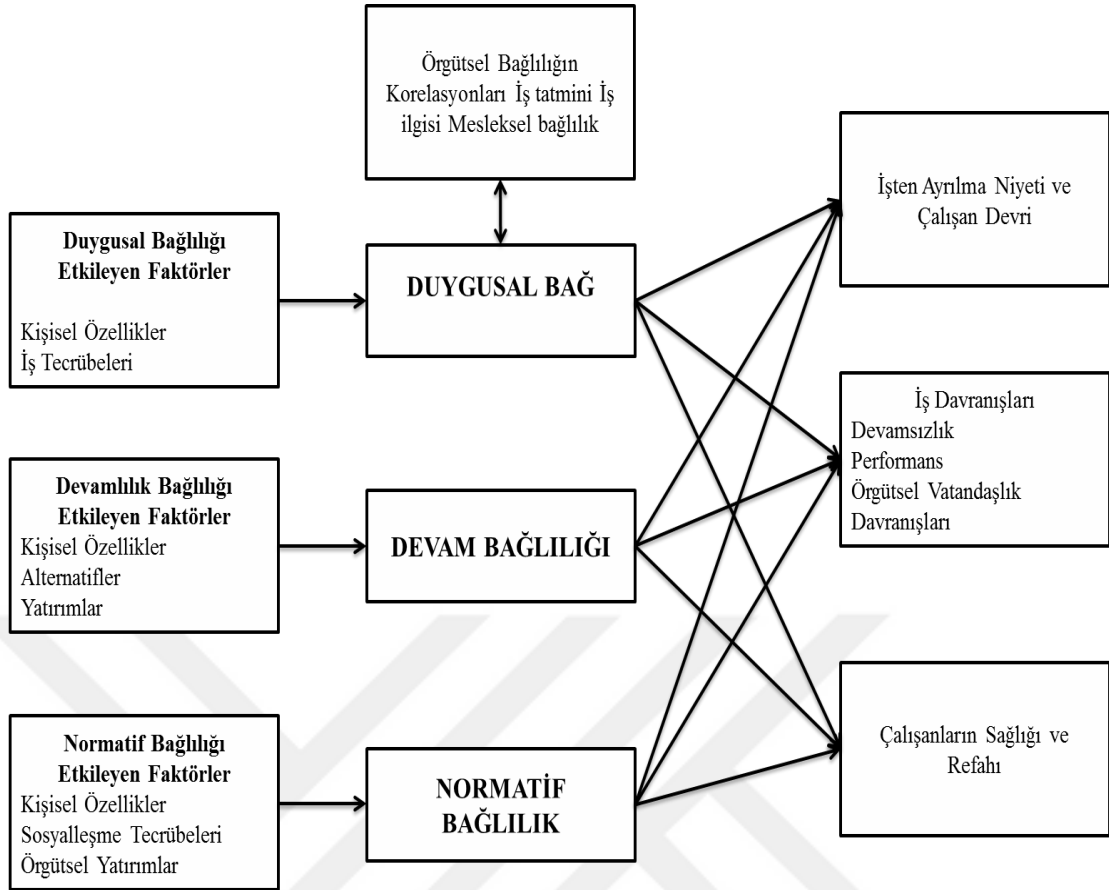 Örgütsel Bağlılığın
Korelasyonları İş tatmini İş
ilgisi Mesleksel bağlılık
Duygusal Bağlılığı
Etkileyen Faktörler
Kişisel Özellikler
İş Tecrübeleri
DUYGUSAL BAĞ
İşten Ayrılma Niyeti ve
Çalışan Devri
Devamlılık Bağlılığı
Etkileyen Faktörler
Kişisel Özellikler
Alternatifler
Yatırımlar
DEVAM BAĞLILIĞI
İş Davranışları
Devamsızlık
Performans
Örgütsel Vatandaşlık
Davranışları
Normatif Bağlılığı
Etkileyen Faktörler
Kişisel Özellikler
Sosyalleşme Tecrübeleri
Örgütsel Yatırımlar
NORMATİF
BAĞLILIK
Çalışanların Sağlığı ve
Refahı